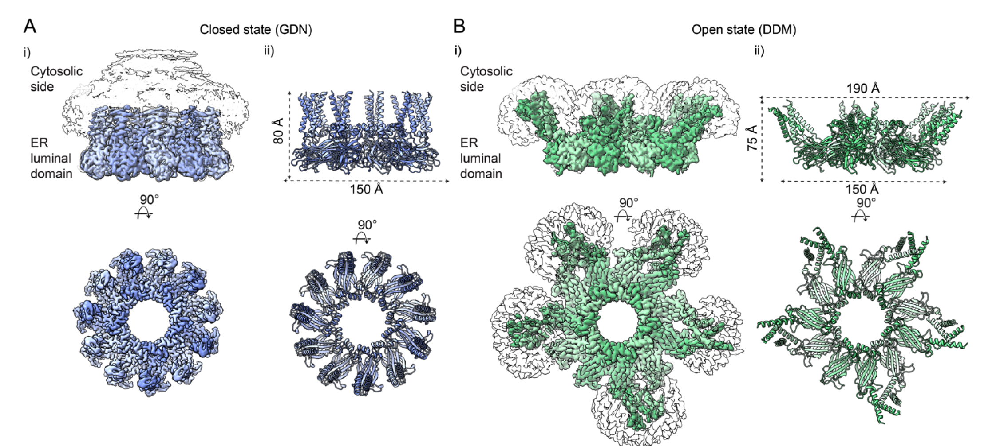 A
Closed state (GDN)
i)
ii)
Cytosolic
side
ER
luminal
domain
80 Å
150 Å
90°
90°
B
Open state (DDM)
i)
ii)
Cytosolic
side
ER
luminal
domain
190 Å
75 Å
150 Å
90°
90°